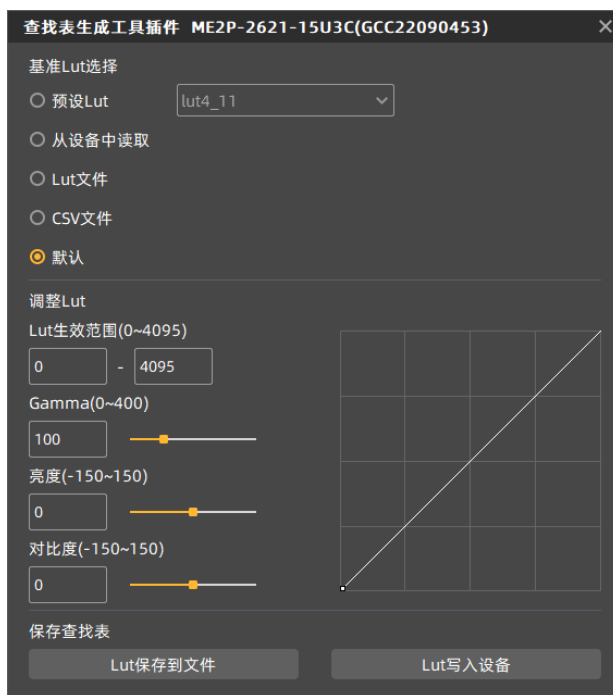 查找表生成工具插件 ME2P-2621-15U3C(GCC22090453)
基准Lut选择
预设Lut lut4_11
从设备中读取
Lut文件
CSV文件
默认
调整Lut
Lut生效范围(0~4095)
0 - 4095
Gamma(0~400)
100
亮度(-150~150)
0
对比度(-150~150)
0
保存查找表
Lut保存到文件 Lut写入设备